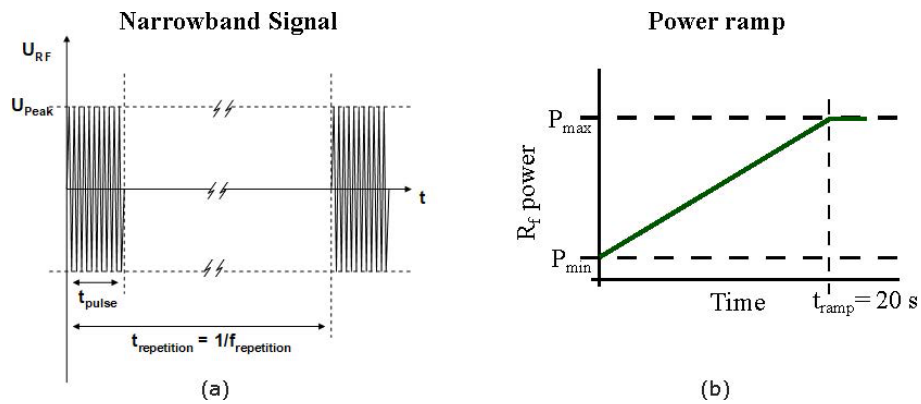 Narrowband Signal
U_RF
U_Peak
t
t_pulse
t_repetition = 1/f_repetition
(a)
Power ramp
P_max
R_f power
P_min
Time
t_ramp = 20 s
(b)